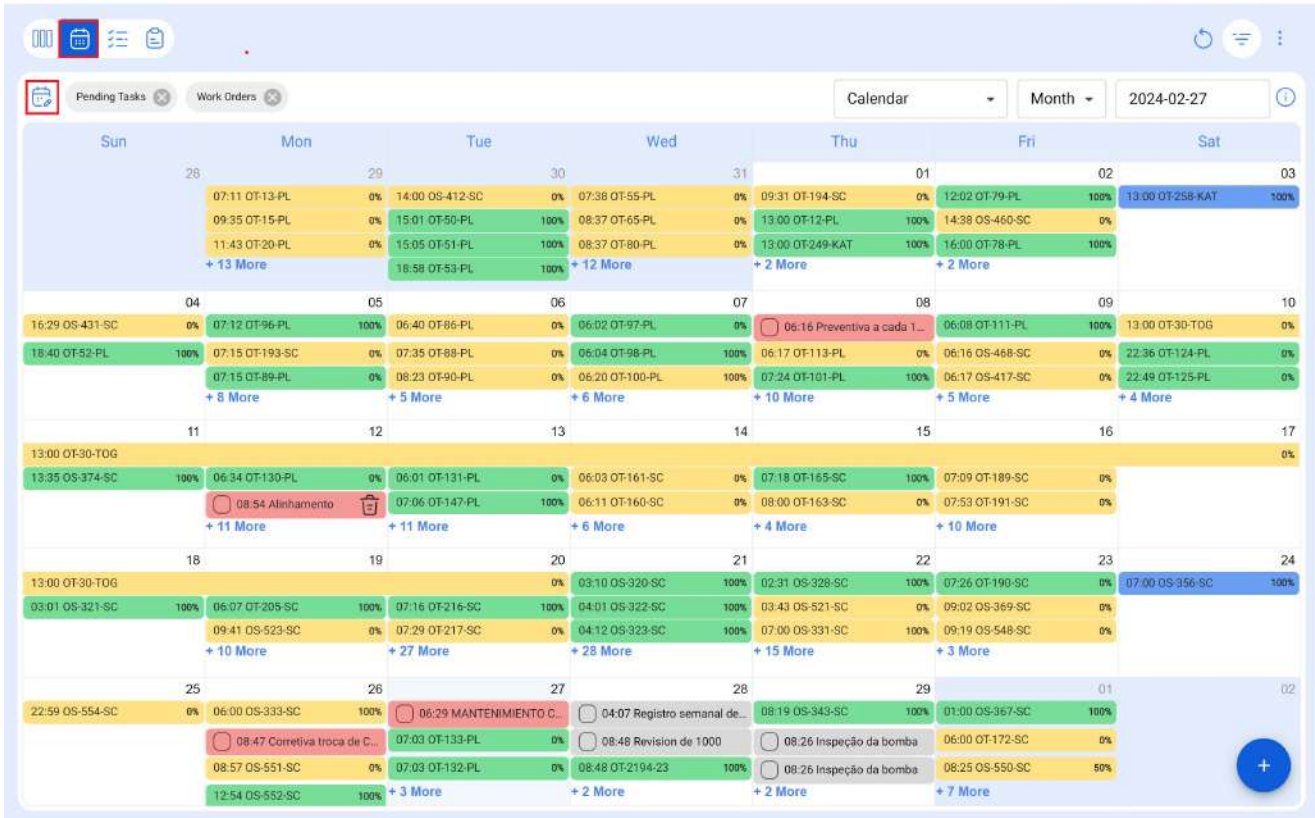 Pending Tasks Work Orders Calendar Month 2024-02-27
Sun Mon Tue Wed Thu Fri Sat
28 29 30 31 01 02 03
07:11 OT-13-PL 0% 14:00 OS-412-SC 0% 07:38 OT-55-PL 0% 09:31 OT-194-SC 0% 12:02 OT-79-PL 100% 13:00 OT-258-KAT 100%
09:35 OT-15-PL 0% 15:01 OT-50-PL 100% 08:37 OT-65-PL 0% 13:00 OT-12-PL 100% 14:38 OS-460-SC 0%
11:43 OT-20-PL 0% 15:05 OT-51-PL 100% 08:37 OT-80-PL 0% 13:00 OT-249-KAT 100% 16:00 OT-78-PL 100%
+ 13 More 18:58 OT-53-PL 100% + 12 More + 2 More + 2 More
04 05 06 07 08 09 10
16:29 OS-431-SC 0% 07:12 OT-96-PL 100% 06:40 OT-86-PL 0% 06:02 OT-97-PL 0% 06:16 Preventiva a cada 1... 06:08 OT-111-PL 100% 13:00 OT-30-TOG 0%
18:40 OT-52-PL 100% 07:15 OT-193-SC 0% 07:35 OT-88-PL 0% 06:04 OT-98-PL 100% 06:17 OT-113-PL 0% 06:16 OS-468-SC 0% 22:36 OT-124-PL 0%
07:15 OT-89-PL 0% 08:23 OT-90-PL 0% 06:20 OT-100-PL 100% 07:24 OT-101-PL 100% 06:17 OS-417-SC 0% 22:49 OT-125-PL 0%
+ 8 More + 5 More + 6 More + 10 More + 5 More + 4 More
11 12 13 14 15 16 17
13:00 OT-30-TOG 0%
13:35 OS-374-SC 100% 06:34 OT-130-PL 0% 06:01 OT-131-PL 0% 06:03 OT-161-SC 0% 07:18 OT-165-SC 100% 07:09 OT-189-SC 0%
08:54 Alinhamento 07:06 OT-147-PL 100% 06:11 OT-160-SC 0% 08:00 OT-163-SC 0% 07:53 OT-191-SC 0%
+ 11 More + 11 More + 6 More + 4 More + 10 More
18 19 20 21 22 23 24
13:00 OT-30-TOG 0% 03:10 OS-320-SC 100% 02:31 OS-328-SC 100% 07:26 OT-190-SC 0% 07:00 OS-356-SC 100%
03:01 OS-321-SC 100% 06:07 OT-205-SC 100% 07:16 OT-216-SC 100% 04:01 OS-322-SC 100% 03:43 OS-521-SC 0% 09:02 OS-369-SC 0%
09:41 OS-523-SC 0% 07:29 OT-217-SC 0% 04:12 OS-323-SC 100% 07:00 OS-331-SC 100% 09:19 OS-548-SC 0%
+ 10 More + 27 More + 28 More + 15 More + 3 More
25 26 27 28 29 01 02
22:59 OS-554-SC 0% 06:00 OS-333-SC 100% 06:29 MANTENIMIENTO C... 04:07 Registro semanal de... 08:19 OS-343-SC 100% 01:00 OS-367-SC 100%
08:47 Corretiva troca de C... 07:03 OT-133-PL 0% 08:48 Revision de 1000 08:26 Inspeção da bomba 06:00 OT-172-SC 0%
08:57 OS-551-SC 0% 07:03 OT-132-PL 0% 08:48 OT-2194-23 100% 08:26 Inspeção da bomba 08:25 OS-550-SC 50%
12:54 OS-552-SC 100% + 3 More + 2 More + 2 More + 7 More